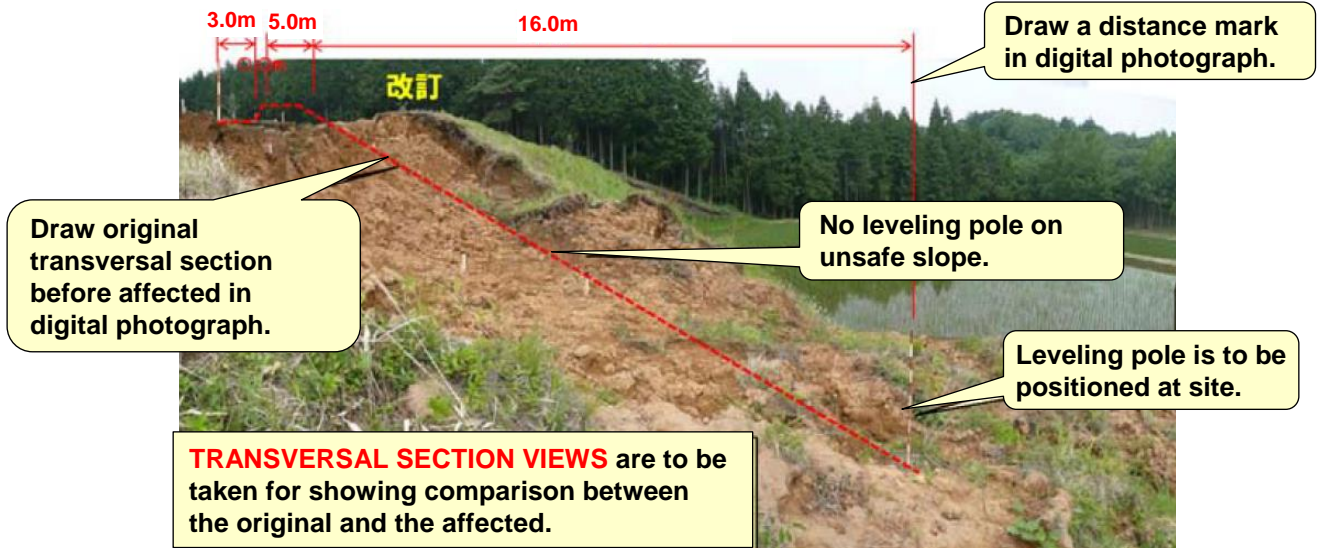 3.0m 5.0m 16.0m
改訂
Draw a distance mark
in digital photograph.
Draw original
transversal section
before affected in
digital photograph.
No leveling pole on
unsafe slope.
Leveling pole is to be
positioned at site.
TRANSVERSAL SECTION VIEWS are to be
taken for showing comparison between
the original and the affected.